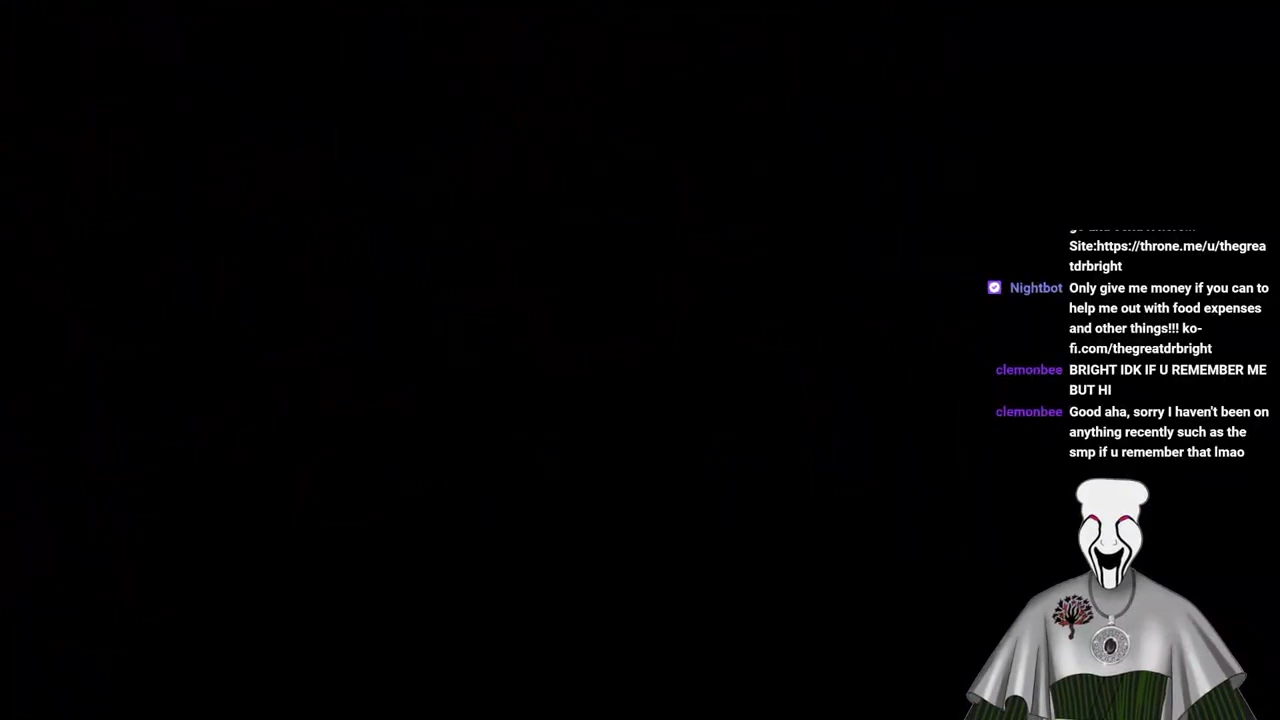 Site:https://throne.me/u/thegrea
tdrbright
Nightbot Only give me money if you can to
help me out with food expenses
and other things!!! ko-
fi.com/thegreatdrbright
clemonbee BRIGHT IDK IF U REMEMBER ME
BUT HI
clemonbee Good aha, sorry I haven't been on
anything recently such as the
smp if u remember that lmao